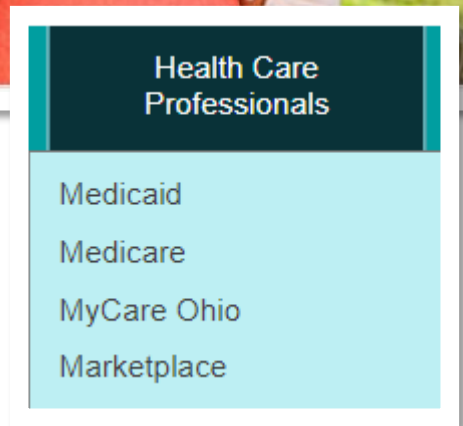 Health Care
Professionals
Medicaid
Medicare
MyCare Ohio
Marketplace